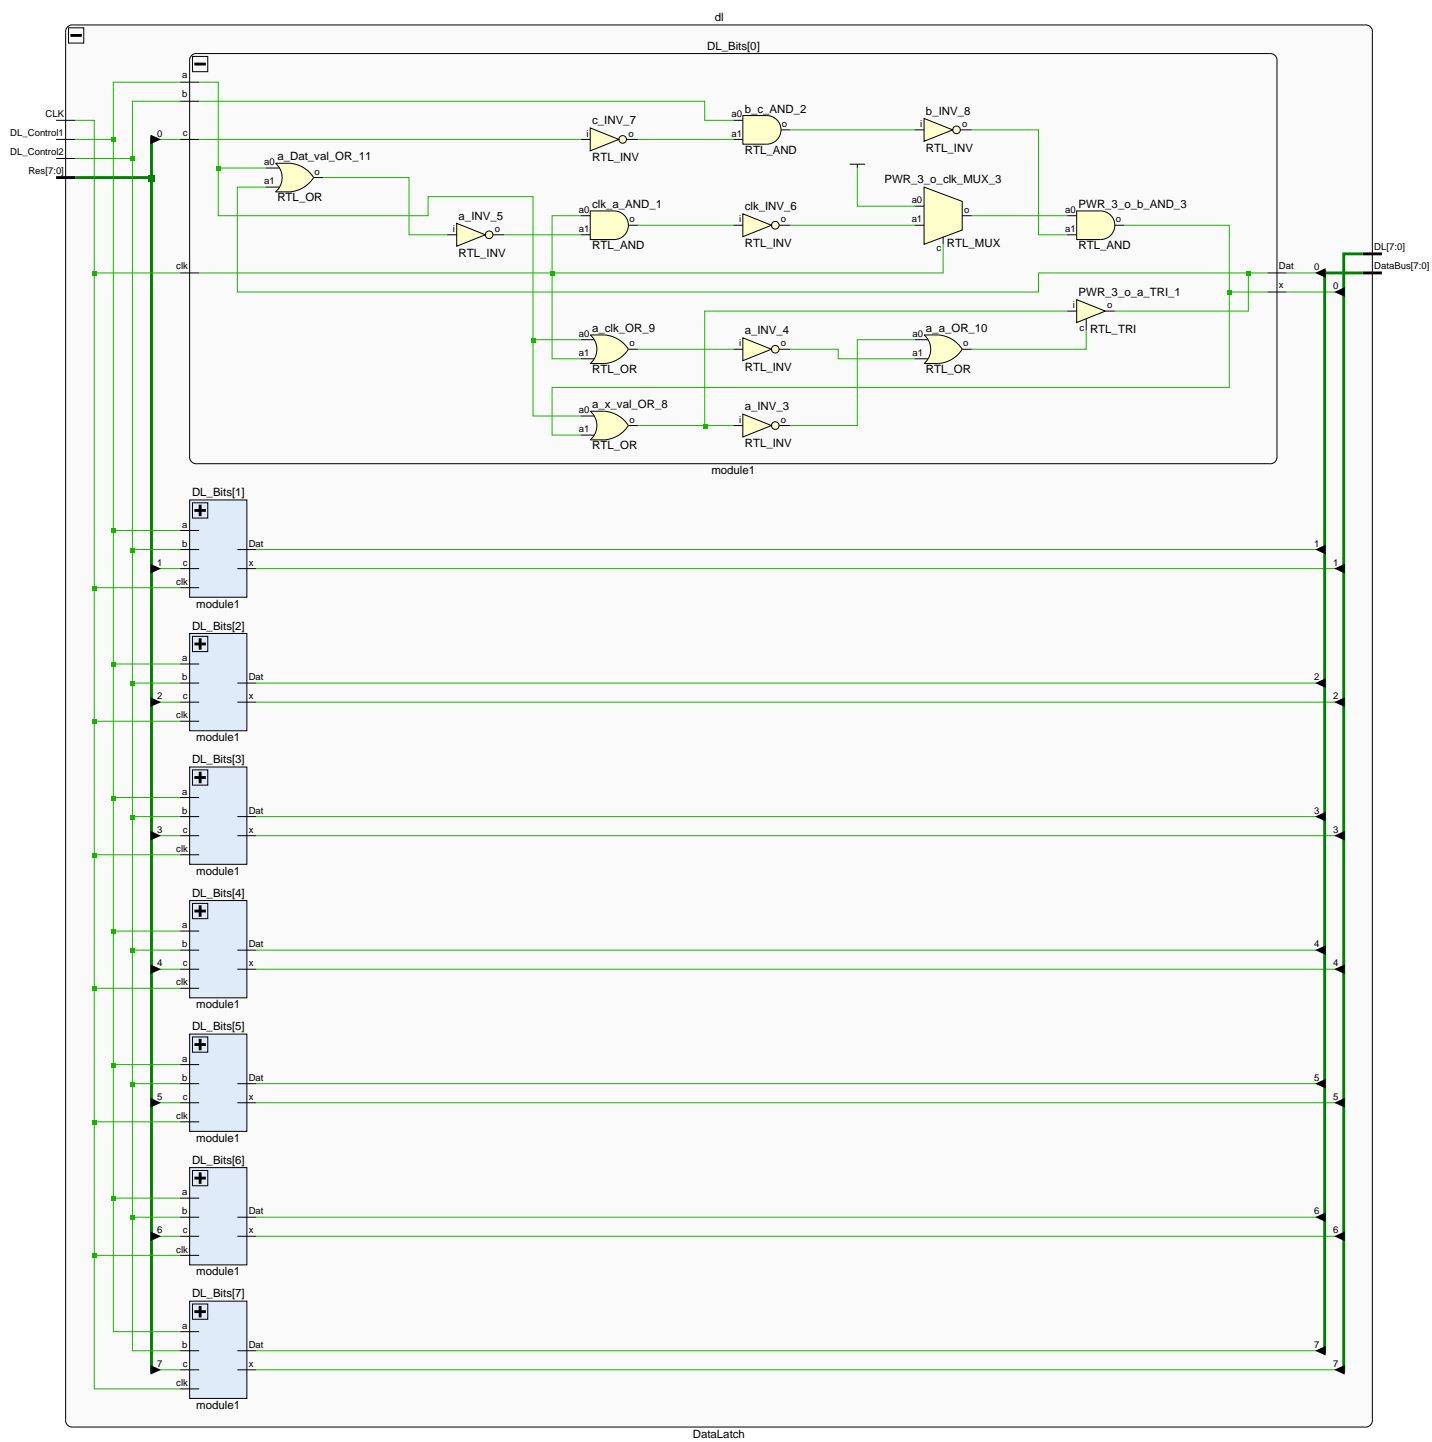 dl
DL_Bits[0]
CLK
DL_Control1
DL_Control2
Res[7:0]
a
b
0
c
clk
a_Dat_val_OR_11
a0
a1
o
RTL_OR
a_INV_5
i
o
RTL_INV
c_INV_7
i
o
RTL_INV
b_c_AND_2
a0
a1
o
RTL_AND
b_INV_8
i
o
RTL_INV
clk_a_AND_1
a0
a1
o
RTL_AND
clk_INV_6
i
o
RTL_INV
PWR_3_o_clk_MUX_3
a0
a1
c
o
RTL_MUX
PWR_3_o_b_AND_3
a0
a1
o
RTL_AND
a_clk_OR_9
a0
a1
o
RTL_OR
a_INV_4
i
o
RTL_INV
a_a_OR_10
a0
a1
o
RTL_OR
PWR_3_o_a_TRI_1
i
c
o
RTL_TRI
a_x_val_OR_8
a0
a1
o
RTL_OR
a_INV_3
i
o
RTL_INV
Dat
x
0
0
DL[7:0]
DataBus[7:0]
module1
DL_Bits[1]
a
b
1
c
clk
Dat
x
1
1
module1
DL_Bits[2]
a
b
2
c
clk
Dat
x
2
2
module1
DL_Bits[3]
a
b
3
c
clk
Dat
x
3
3
module1
DL_Bits[4]
a
b
4
c
clk
Dat
x
4
4
module1
DL_Bits[5]
a
b
5
c
clk
Dat
x
5
5
module1
DL_Bits[6]
a
b
6
c
clk
Dat
x
6
6
module1
DL_Bits[7]
a
b
7
c
clk
Dat
x
7
7
module1
DataLatch